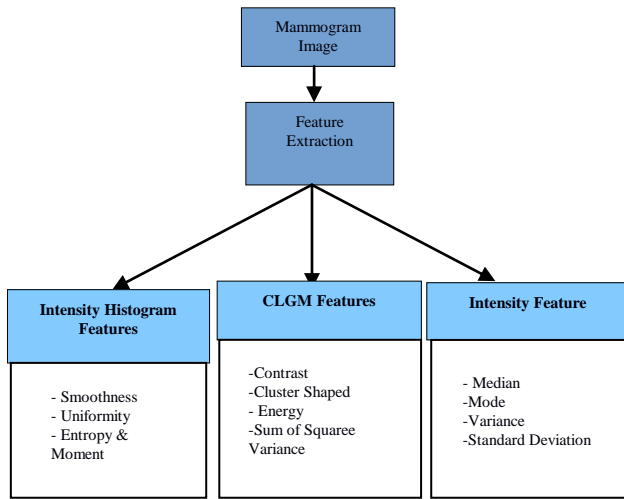 Mammogram
Image
Feature
Extraction
Intensity Histogram
Features
- Smoothness
- Uniformity
- Entropy &
Moment
CLGM Features
-Contrast
-Cluster Shaped
- Energy
-Sum of Squaree
Variance
Intensity Feature
- Median
-Mode
-Variance
-Standard Deviation